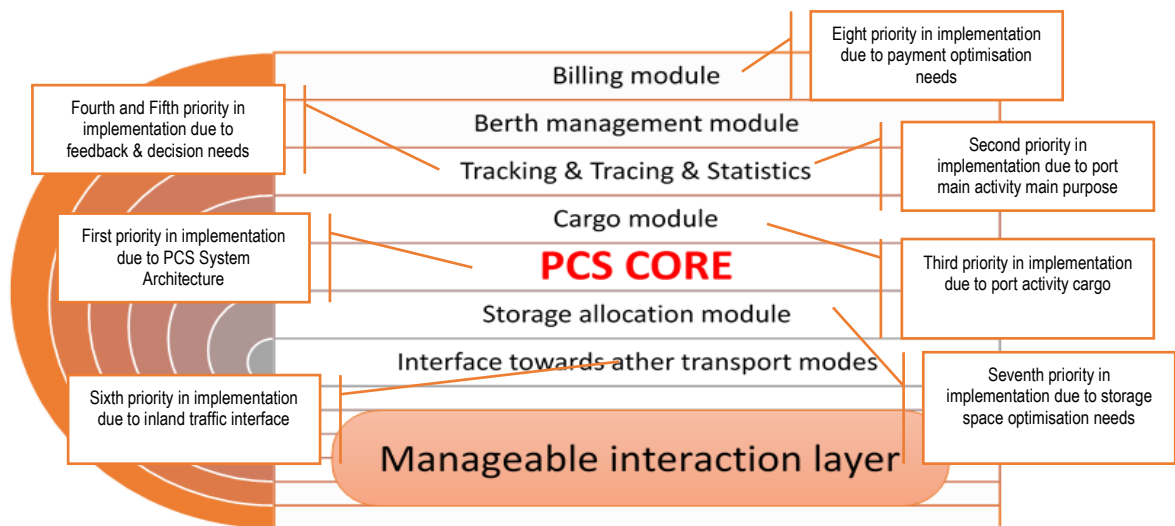 Eight priority in implementation
due to payment optimisation
needs
Billing module
Fourth and Fifth priority in
implementation due to
feedback & decision needs
Berth management module
Second priority in
implementation due to port
main activity main purpose
Tracking & Tracing & Statistics
Cargo module
First priority in implementation
due to PCS System
Architecture
PCS CORE
Third priority in implementation
due to port activity cargo
Storage allocation module
Interface towards ather transport modes
Sixth priority in implementation
due to inland traffic interface
Seventh priority in
implementation due to storage
space optimisation needs
Manageable interaction layer